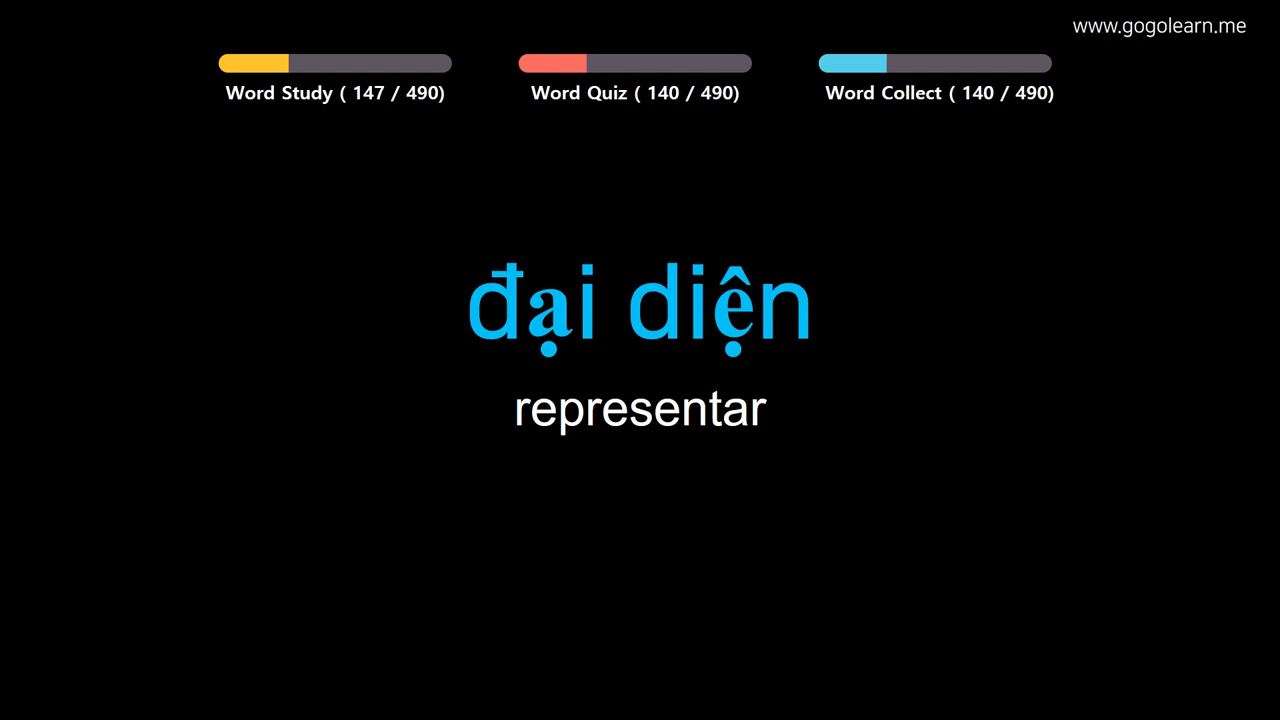 www.gogolearn.me
Word Study ( 147 / 490)
Word Quiz ( 140 / 490)
Word Collect ( 140 / 490)
đại diện
representar